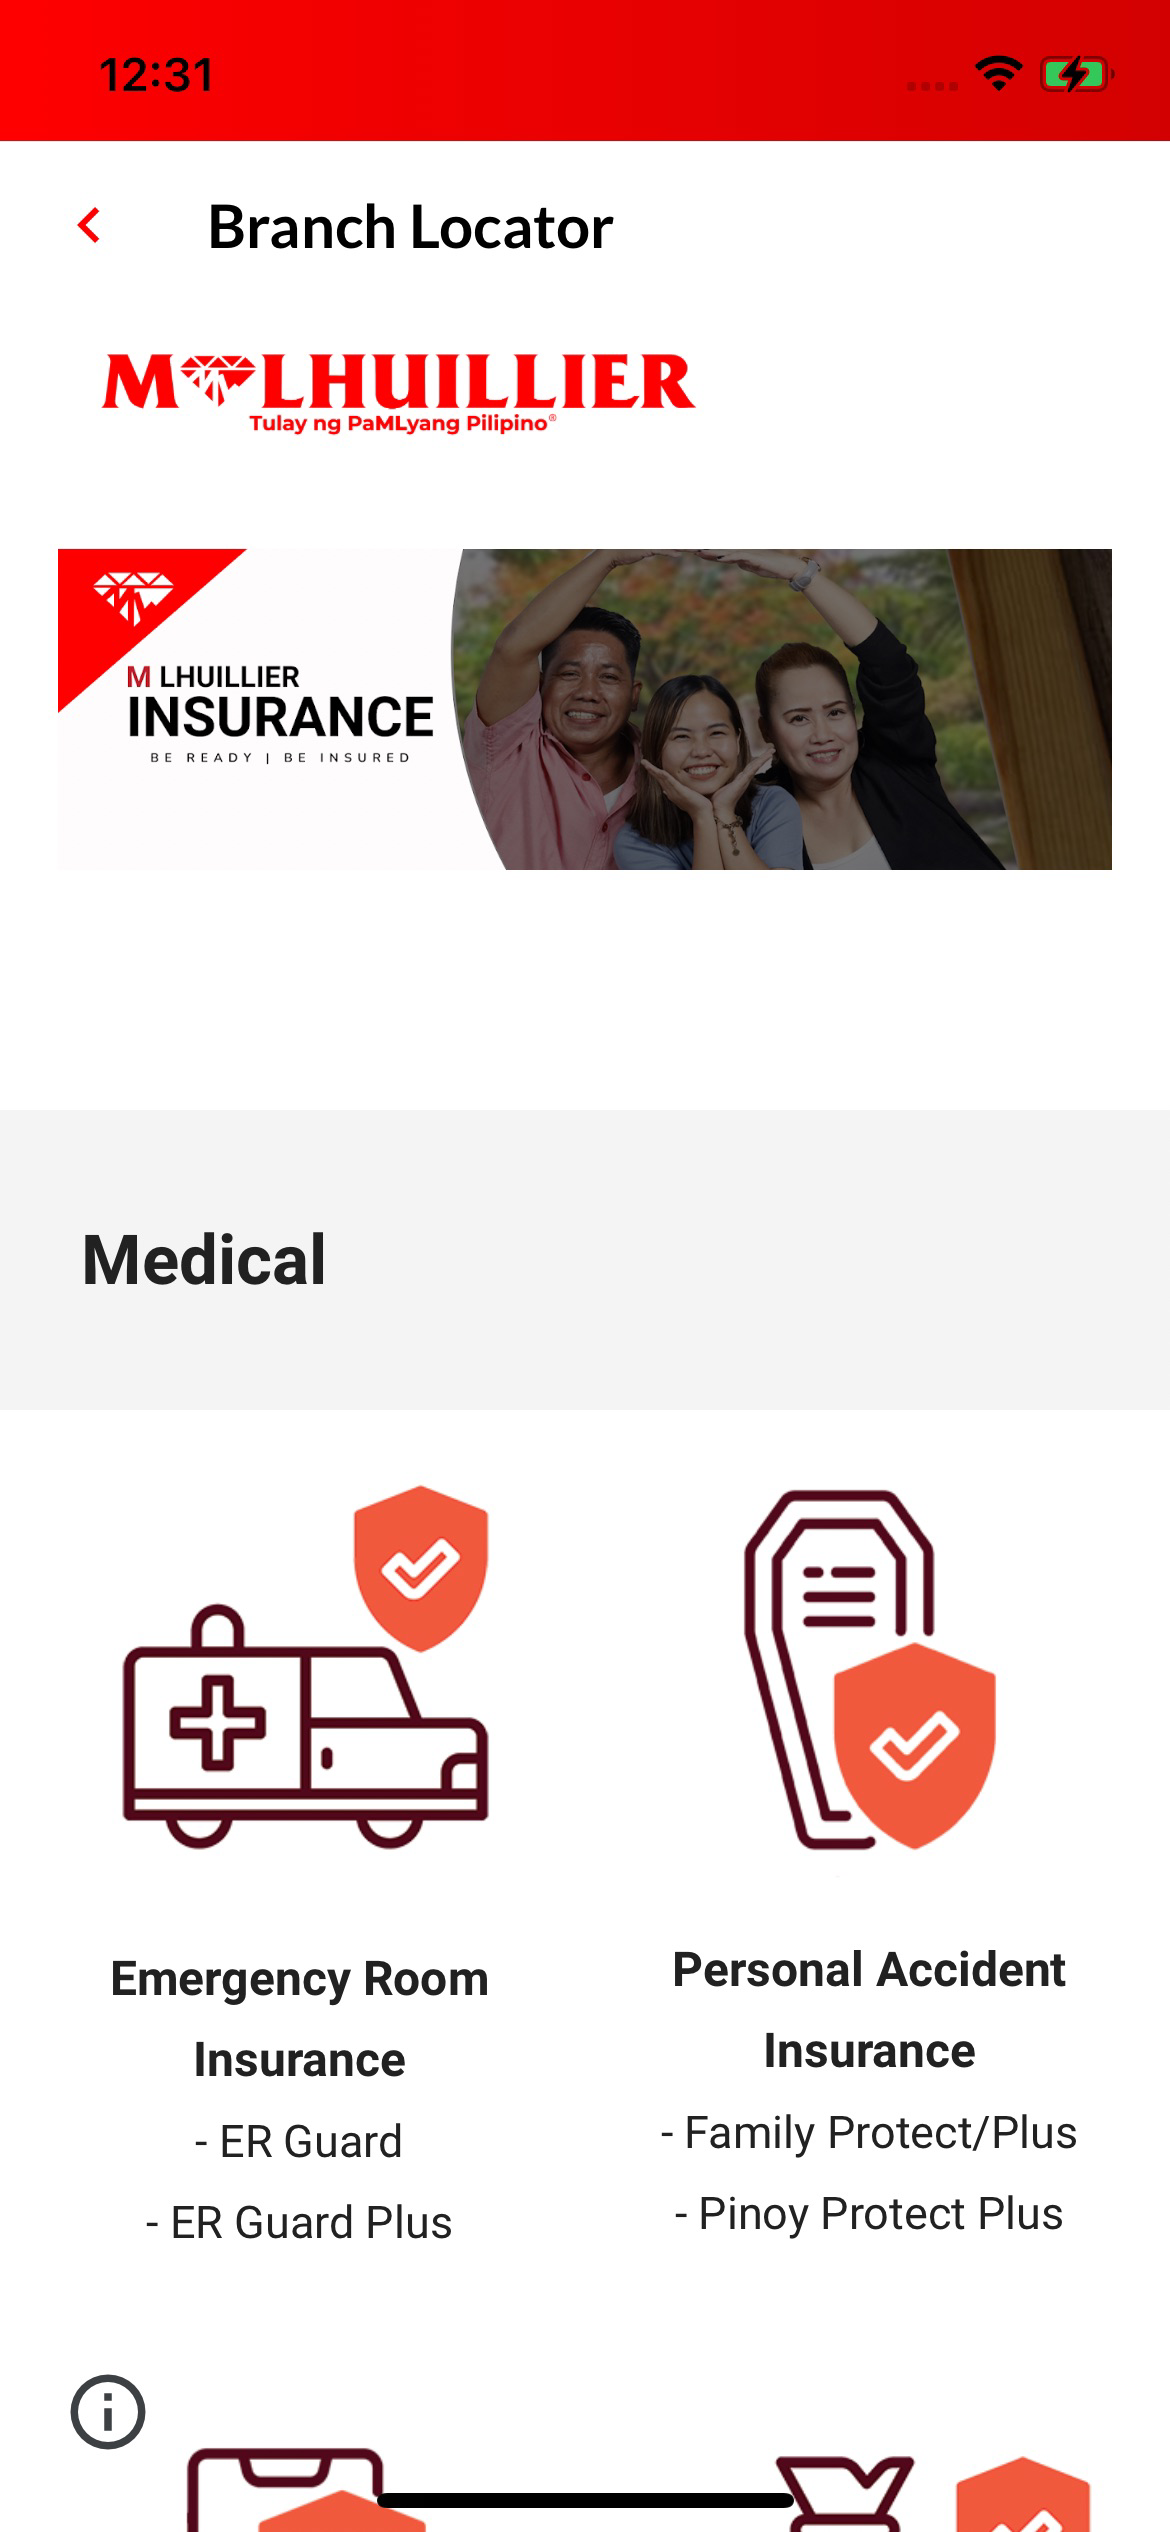 12:31
Branch Locator
M LHUILLIER
Tulay ng PaMLyang Pilipino®
M LHUILLIER
INSURANCE
BE READY | BE INSURED
Medical
Emergency Room
Insurance
- ER Guard
- ER Guard Plus
Personal Accident
Insurance
- Family Protect/Plus
- Pinoy Protect Plus